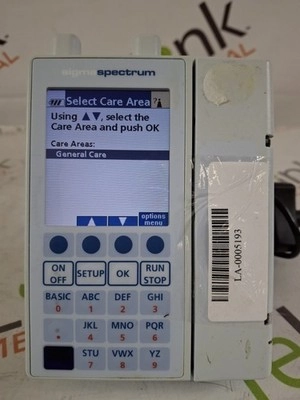 sigmaspectrum
Select Care Area
Using ▲▼, select the
Care Area and push OK
Care Areas:
General Care
options
menu
ON
OFF
SETUP
OK
RUN
STOP
BASIC
0
ABC
1
DEF
2
GHI
3
.
JKL
4
MNO
5
PQR
6
STU
7
VWX
8
YZ
9
LA-0005193